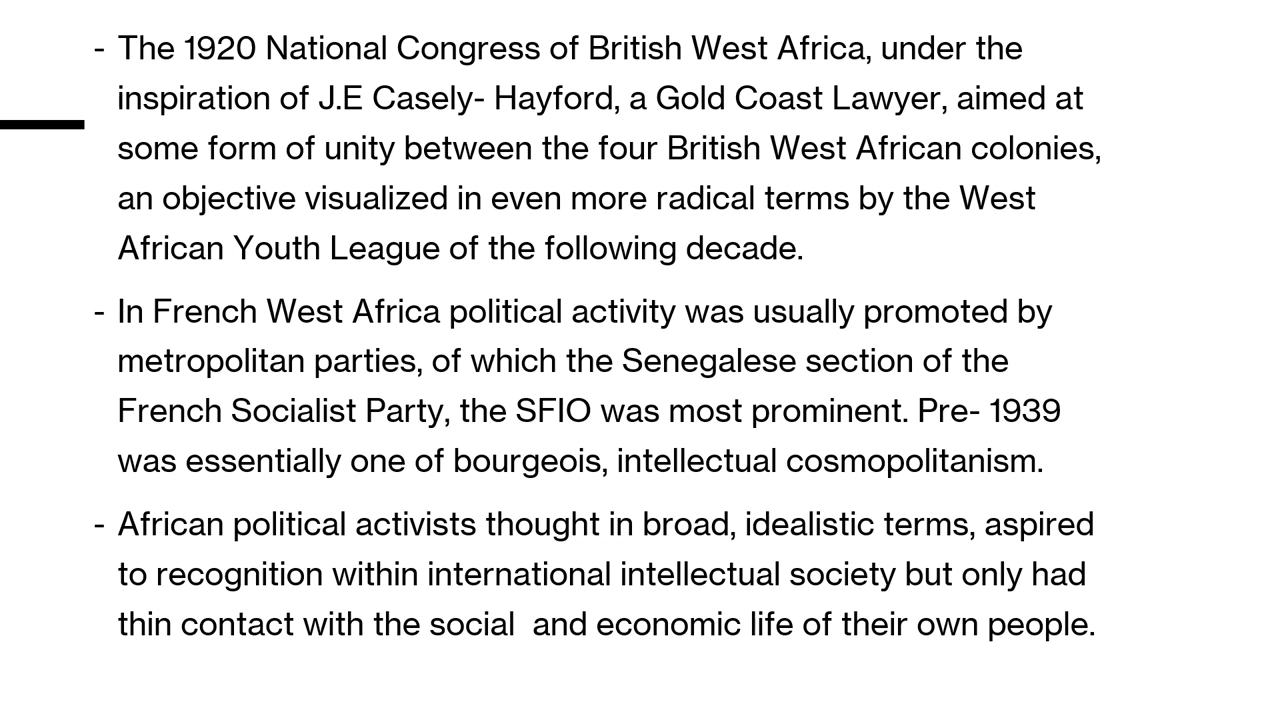 - The 1920 National Congress of British West Africa, under the
inspiration of J.E Casely- Hayford, a Gold Coast Lawyer, aimed at
some form of unity between the four British West African colonies,
an objective visualized in even more radical terms by the West
African Youth League of the following decade.
- In French West Africa political activity was usually promoted by
metropolitan parties, of which the Senegalese section of the
French Socialist Party, the SFIO was most prominent. Pre- 1939
was essentially one of bourgeois, intellectual cosmopolitanism.
- African political activists thought in broad, idealistic terms, aspired
to recognition within international intellectual society but only had
thin contact with the social  and economic life of their own people.